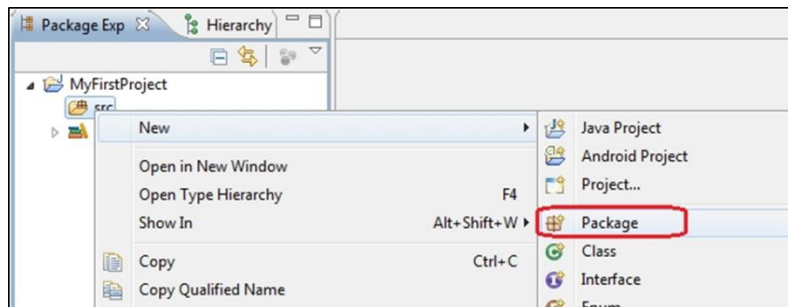 Package Exp Hierarchy
MyFirstProject
src
New
Open in New Window
Open Type Hierarchy F4
Show In Alt+Shift+W
Copy Ctrl+C
Copy Qualified Name
Java Project
Android Project
Project...
Package
Class
Interface
Enum